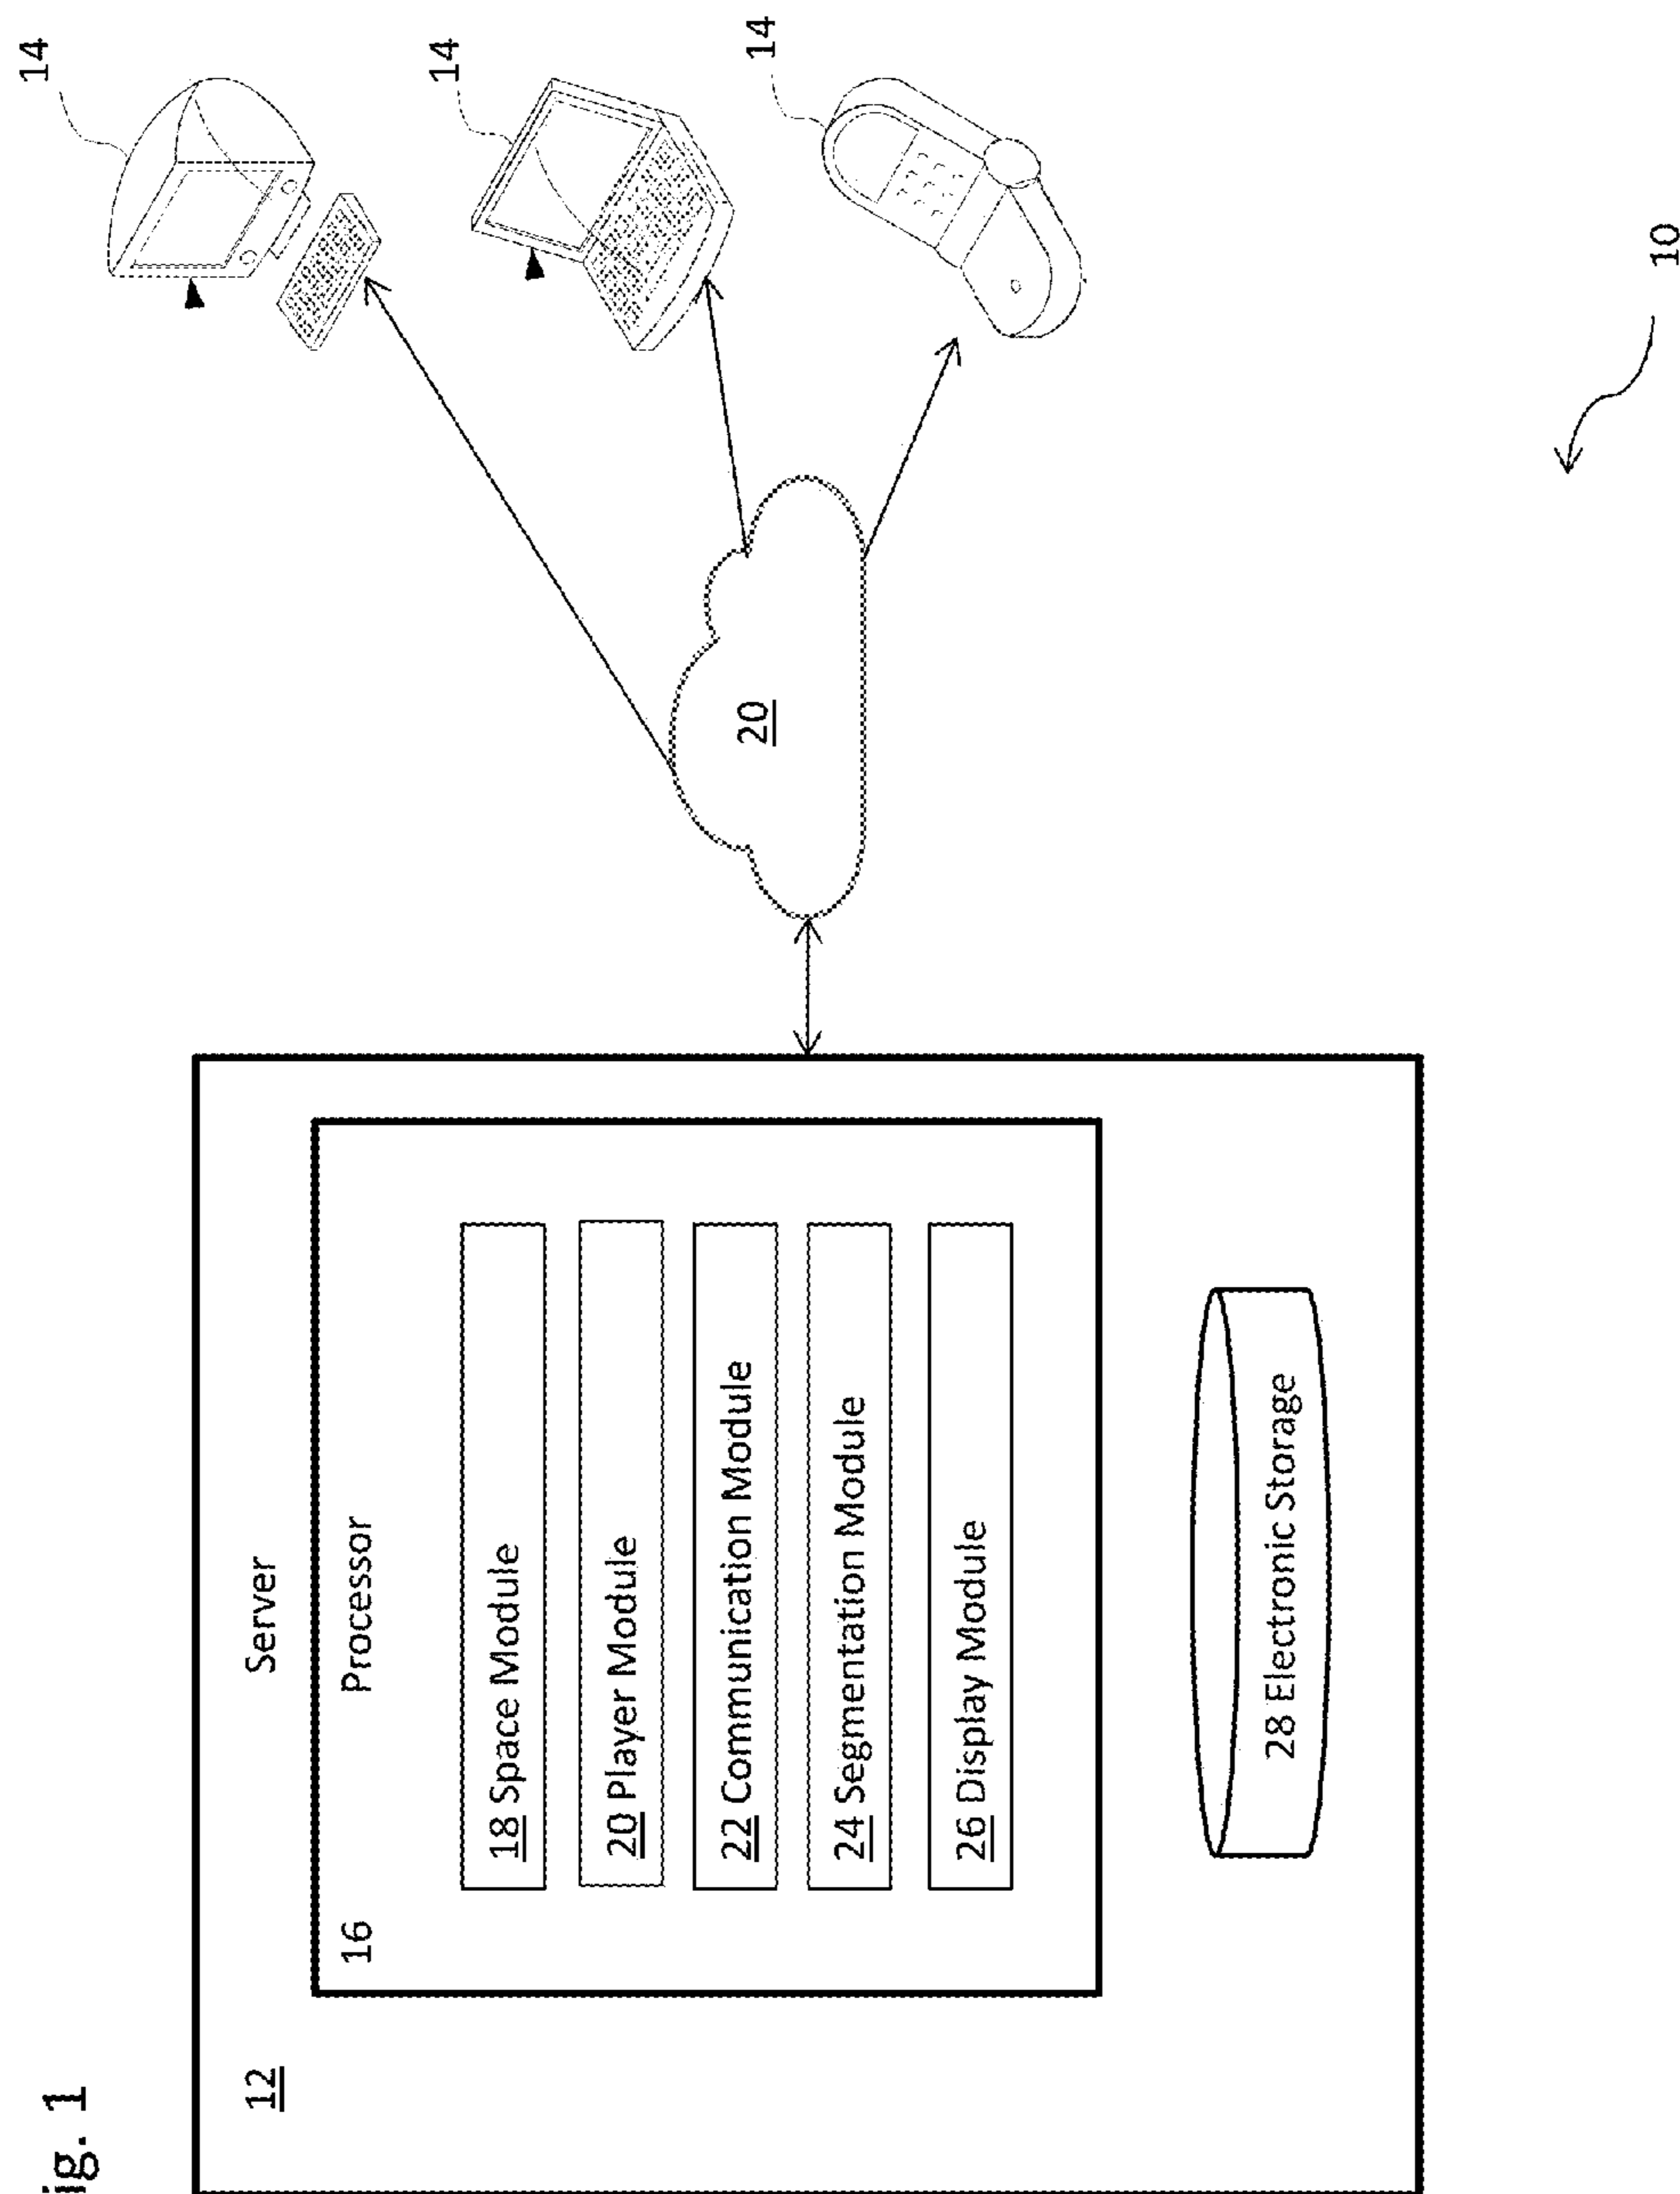 ig. 1
12
Server
16
Processor
18 Space Module
20 Player Module
22 Communication Module
24 Segmentation Module
26 Display Module
28 Electronic Storage
20
14
14
14
10